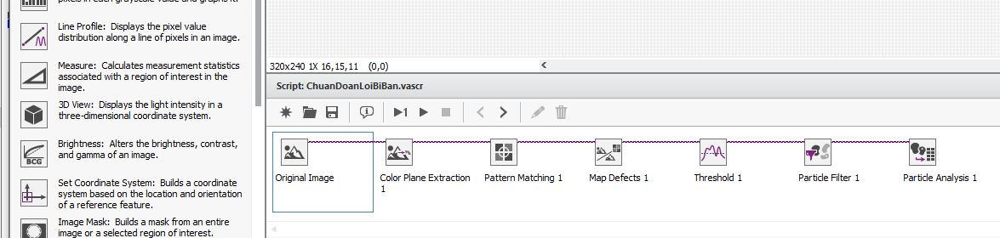 pixels in each grayscale value and graphs it.
Line Profile:  Displays the pixel value
distribution along a line of pixels in an image.
Measure:  Calculates measurement statistics
associated with a region of interest in the
image.
3D View:  Displays the light intensity in a
three-dimensional coordinate system.
Brightness:  Alters the brightness, contrast,
and gamma of an image.
BCG
Set Coordinate System:  Builds a coordinate
system based on the location and orientation
of a reference feature.
Image Mask:  Builds a mask from an entire
image or a selected region of interest.
320x240 1X 16,15,11    (0,0)
Script: ChuanDoanLoiBiBan.vascr
1
Original Image
Color Plane Extraction
1
Pattern Matching 1
Map Defects 1
Threshold 1
Particle Filter 1
Particle Analysis 1